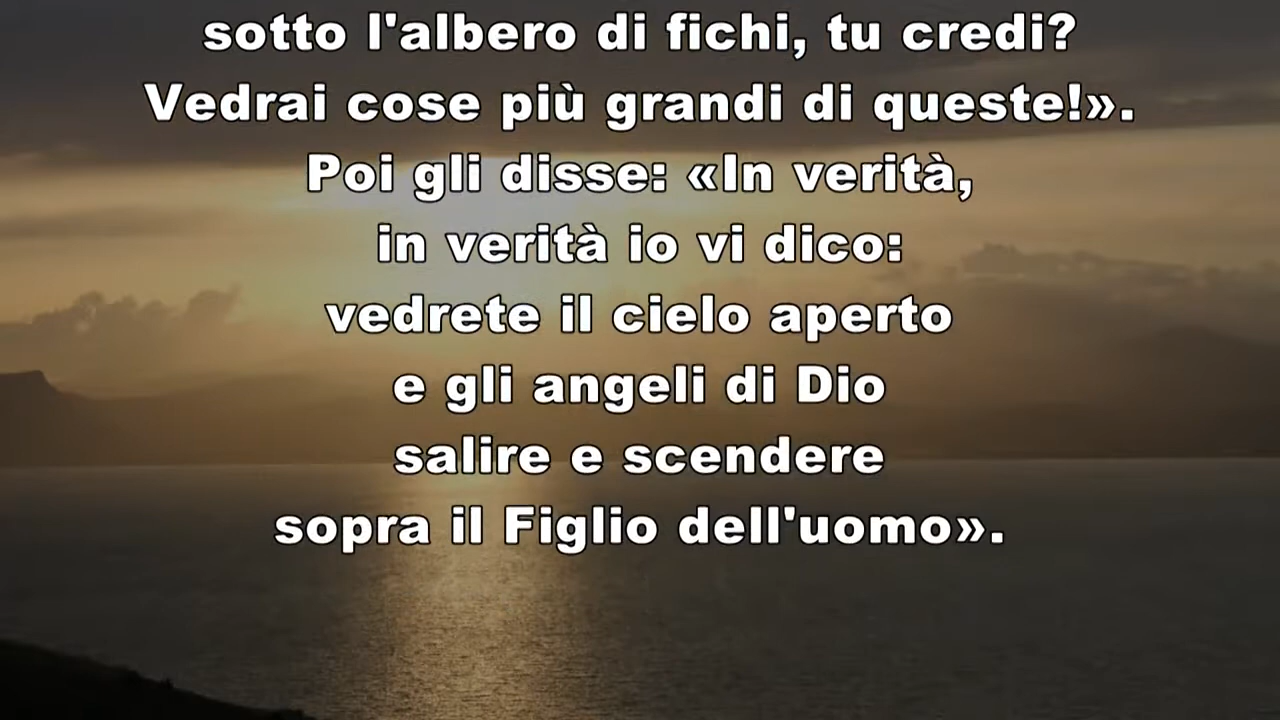 sotto l'albero di fichi, tu credi?
Vedrai cose più grandi di queste!».
Poi gli disse: «In verità,
in verità io vi dico:
vedrete il cielo aperto
e gli angeli di Dio
salire e scendere
sopra il Figlio dell'uomo».